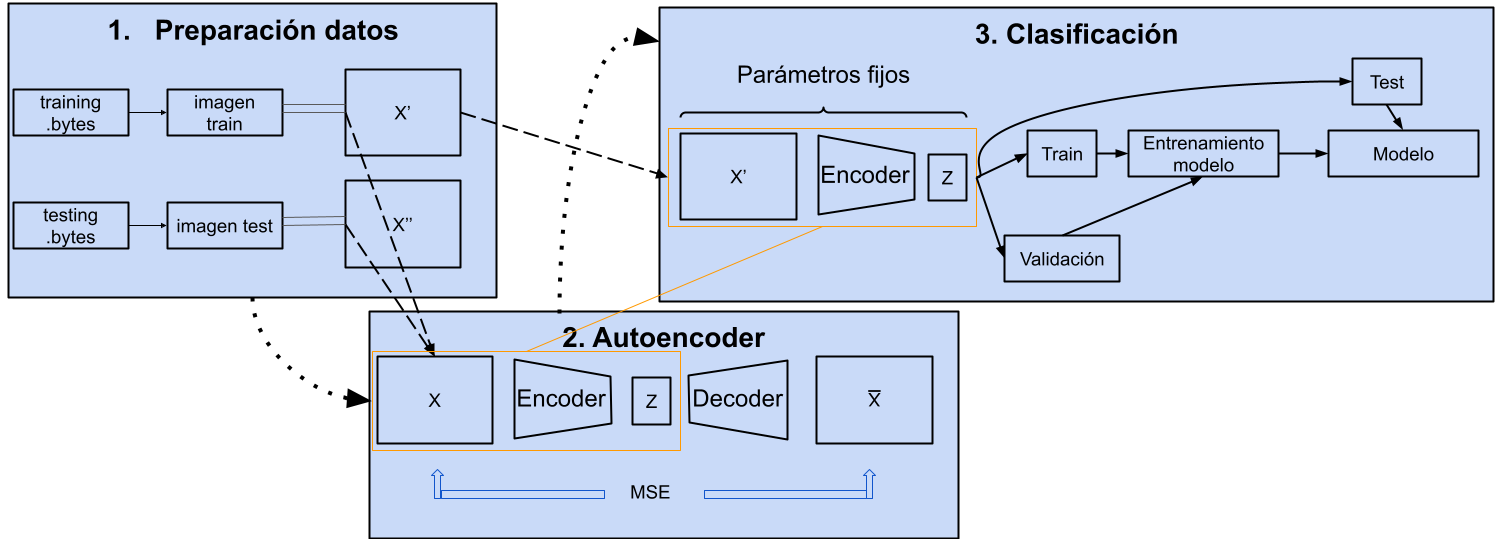 1. Preparación datos
training
.bytes
imagen
train
X’
testing
.bytes
imagen test
X’’
2. Autoencoder
X
Encoder
Z
Decoder
X̅
MSE
3. Clasificación
Parámetros fijos
X’
Encoder
Z
Train
Validación
Entrenamiento
modelo
Test
Modelo